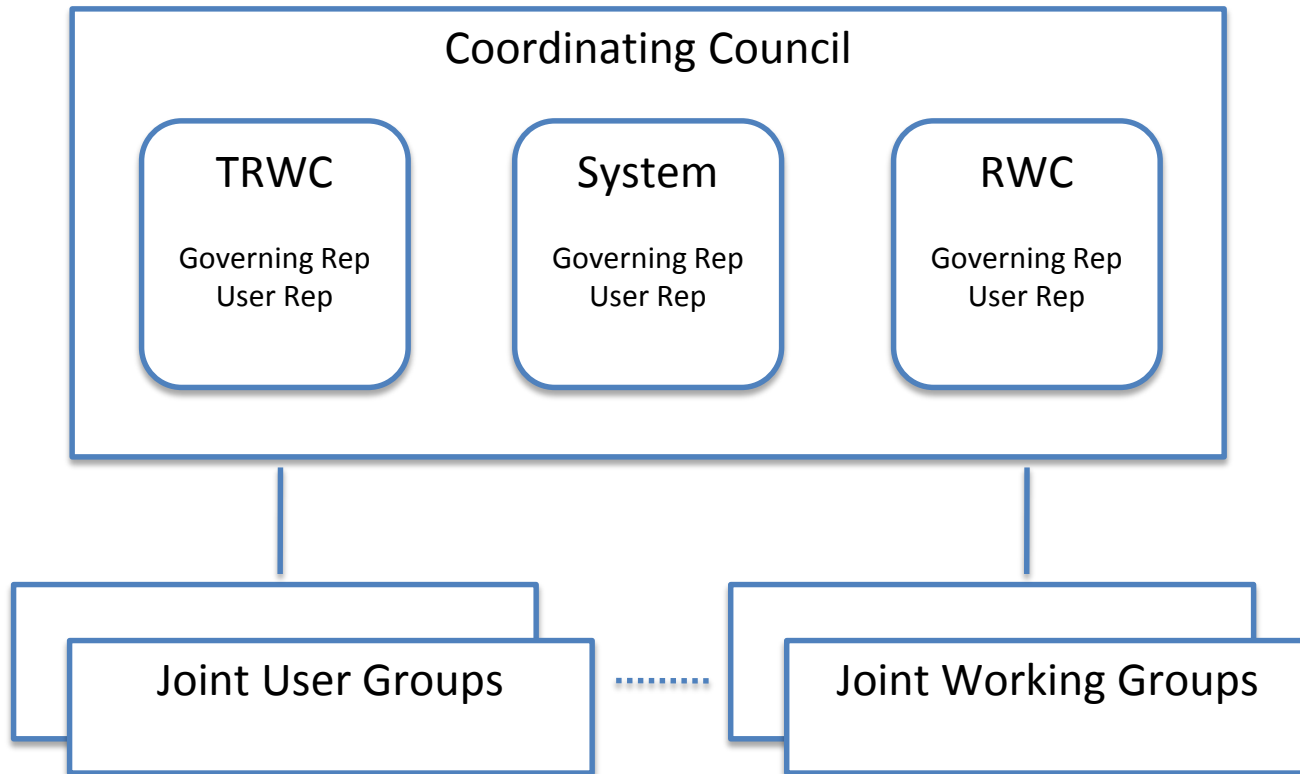 Coordinating Council
TRWC
Governing Rep
User Rep
System
Governing Rep
User Rep
RWC
Governing Rep
User Rep
Joint User Groups
Joint Working Groups